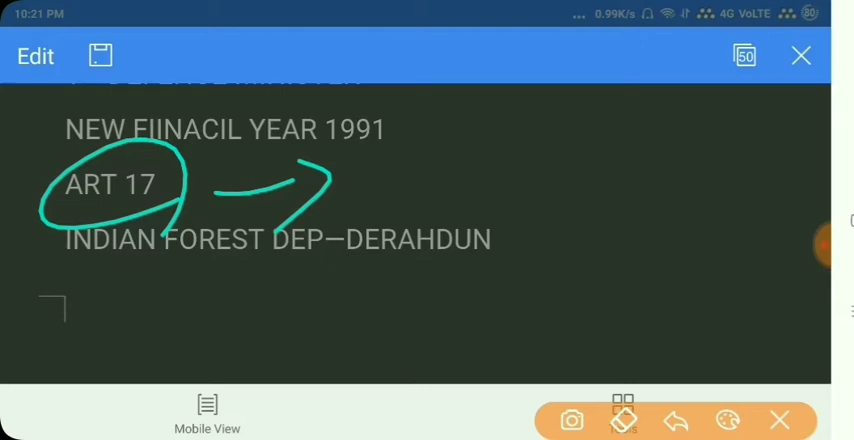 10:21 PM ... 0.99K/s 4G VoLTE 80
Edit 50
NEW FIINACIL YEAR 1991
ART 17
INDIAN FOREST DEP—DERAHDUN
Mobile View